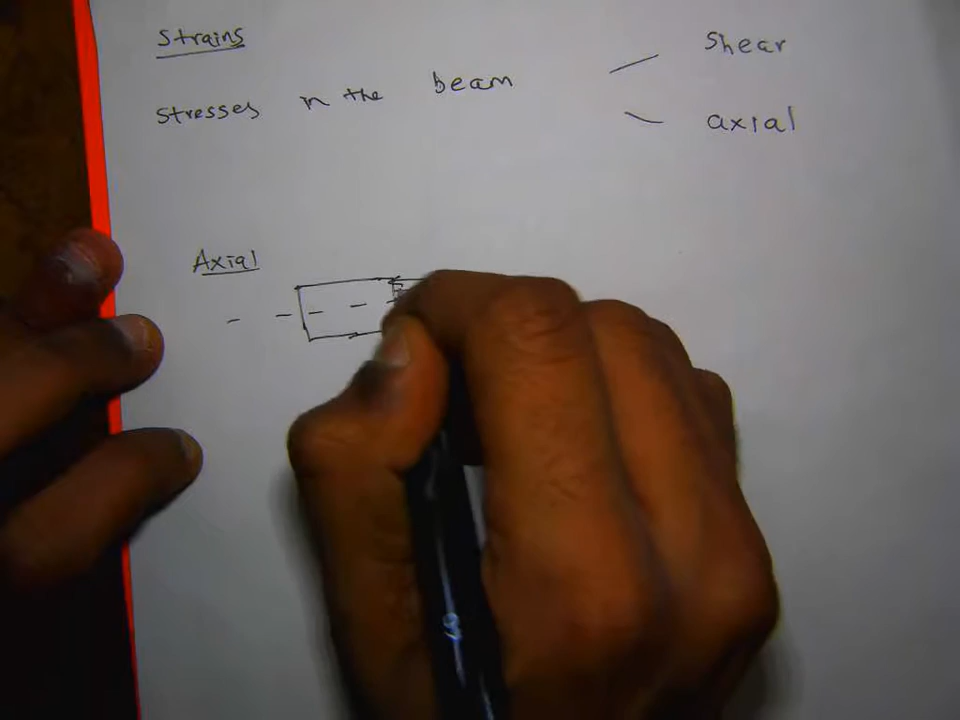 Strains
Shear
Stresses in the beam
axial
Axial